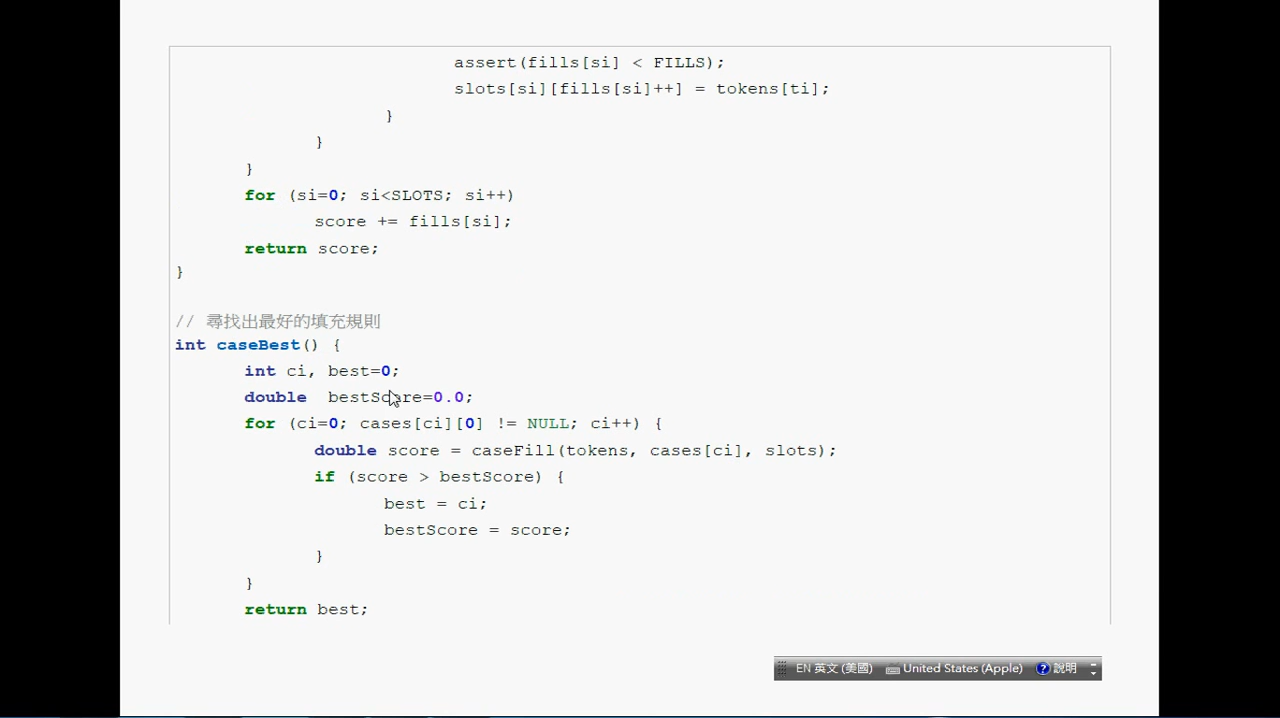 assert(fills[si] < FILLS);
slots[si][fills[si]++] = tokens[ti];
}
}
}
for (si=0; si<SLOTS; si++)
score += fills[si];
return score;
}
// 尋找出最好的填充規則
int caseBest() {
int ci, best=0;
double  bestScore=0.0;
for (ci=0; cases[ci][0] != NULL; ci++) {
double score = caseFill(tokens, cases[ci], slots);
if (score > bestScore) {
best = ci;
bestScore = score;
}
}
return best;
EN 英文 (美國) United States (Apple) 說明